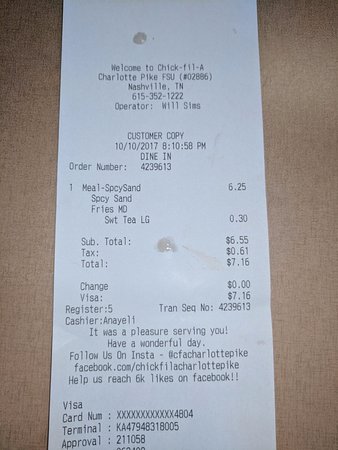 Welcome to Chick-fil-A
Charlotte Pike FSU (#02886)
Nashville, TN
615-352-1222
Operator: Will Sims
CUSTOMER COPY
10/10/2017 8:10:58 PM
DINE IN
Order Number: 4239613
1 Meal-SpcySand 6.25
Spcy Sand
Fries MD
Swt Tea LG 0.30
Sub. Total: $6.55
Tax: $0.61
Total: $7.16
Change $0.00
Visa: $7.16
Register:5 Tran Seq No: 4239613
Cashier:Anayeli
It was a pleasure serving you!
Have a wonderful day.
Follow Us On Insta - @cfacharlottepike
facebook.com/chickfilacharlottepike
Help us reach 6k likes on facebook!!
Visa
Card Num : XXXXXXXXXXXX4804
Terminal : KA47948318005
Approval : 211058